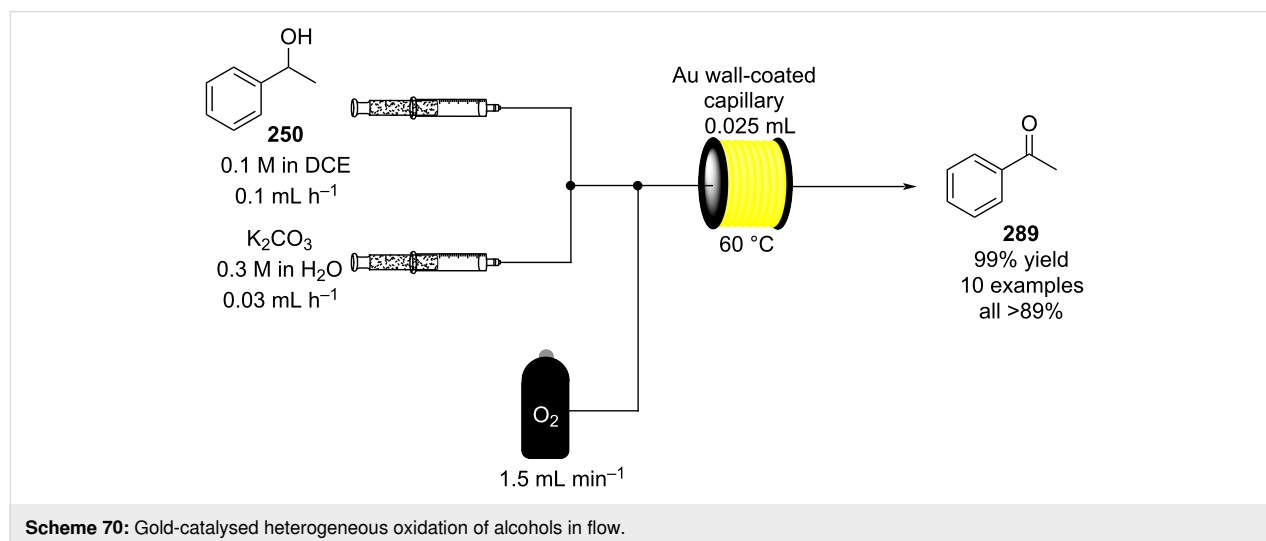 OH
250
0.1 M in DCE
0.1 mL h⁻¹
K₂CO₃
0.3 M in H₂O
0.03 mL h⁻¹
O₂
1.5 mL min⁻¹
Au wall-coated
capillary
0.025 mL
60 °C
O
289
99% yield
10 examples
all >89%
Scheme 70: Gold-catalysed heterogeneous oxidation of alcohols in flow.